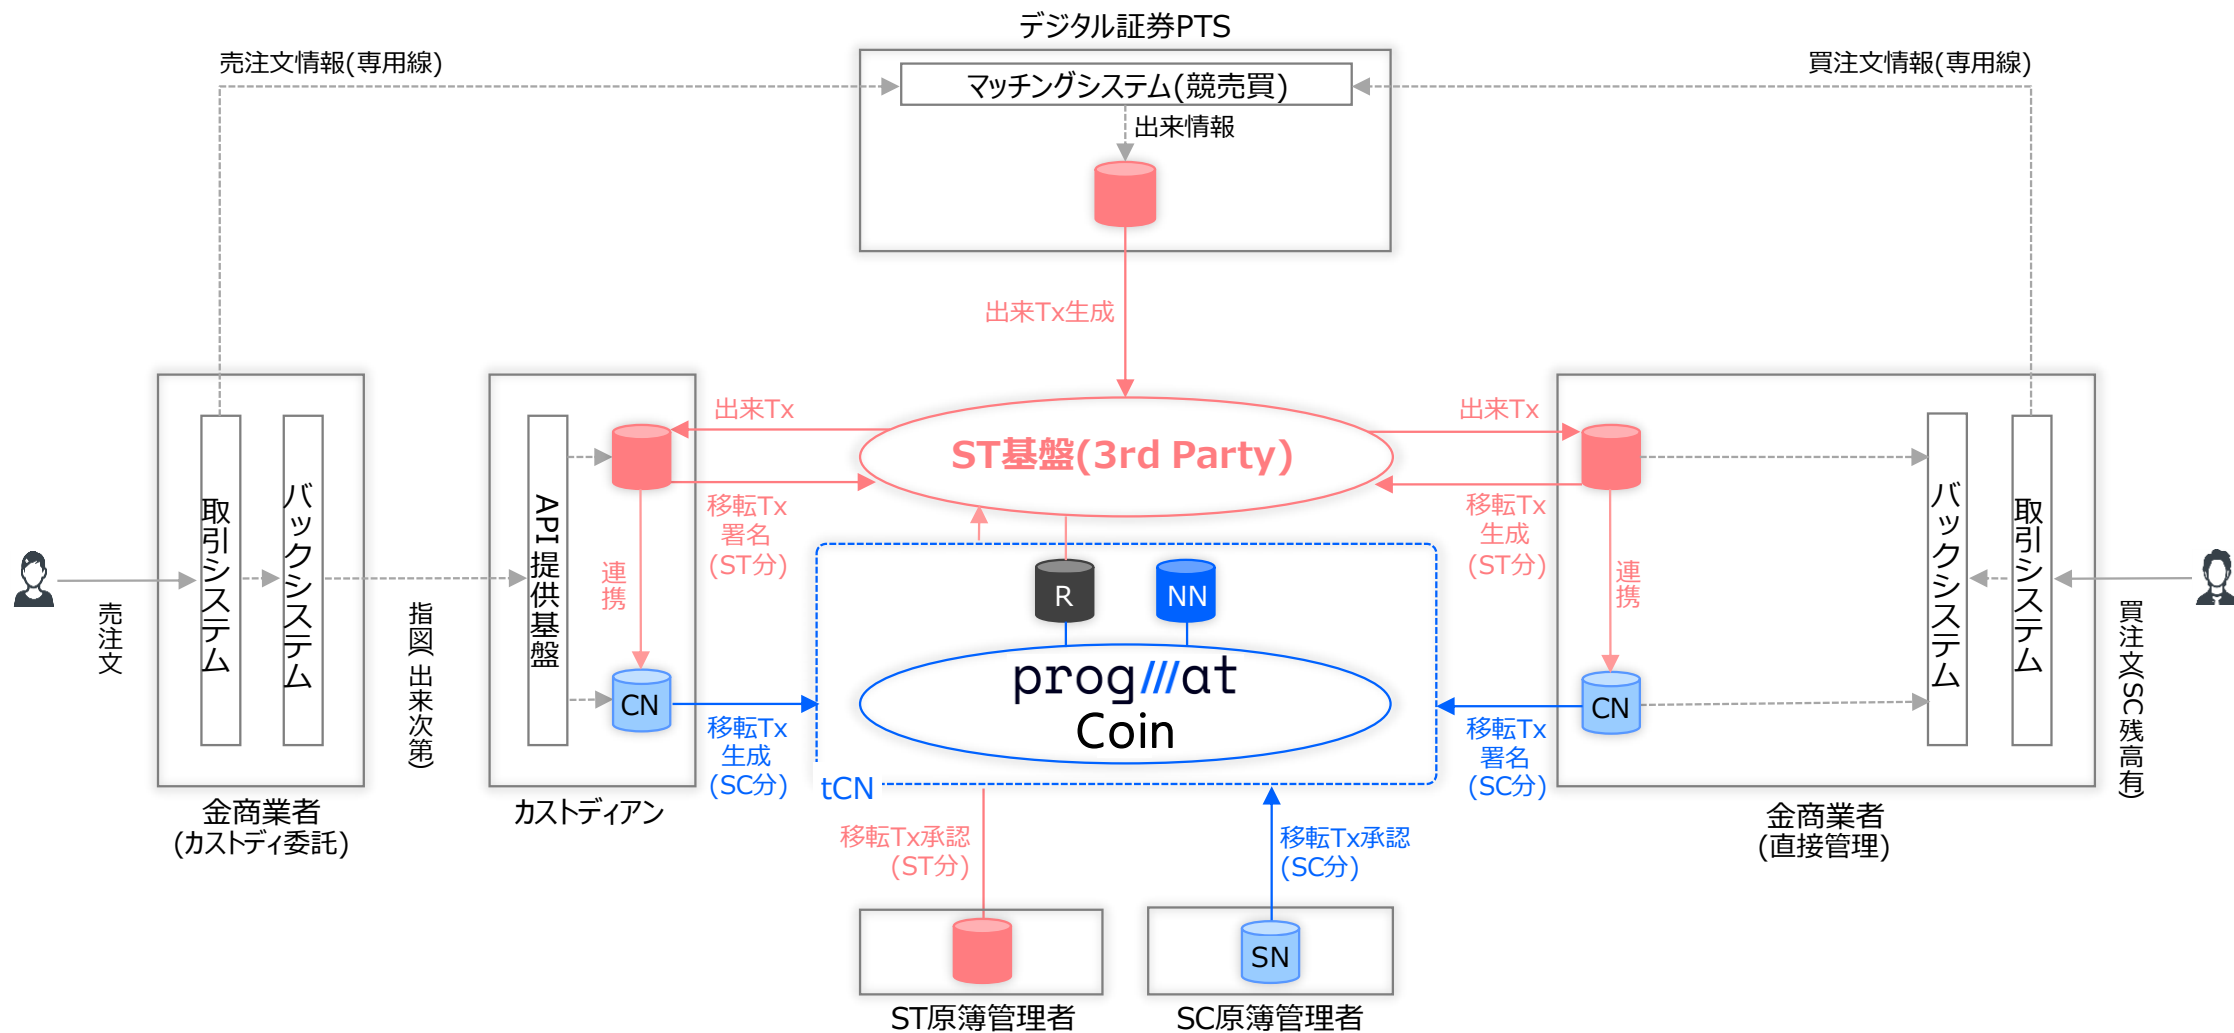 デジタル証券PTS
売注文情報(専用線)
買注文情報(専用線)
マッチングシステム(競売買)
出来情報
出来Tx生成
出来Tx
出来Tx
ST基盤(3rd Party)
移転Tx
署名
(ST分)
移転Tx
生成
(ST分)
取引システム
バックシステム
API提供基盤
連携
連携
バックシステム
取引システム
売注文
指図(出来次第)
買注文(SC残高有)
R
NN
progmat
Coin
CN
CN
移転Tx
生成
(SC分)
移転Tx
署名
(SC分)
tCN
金商業者
(カストディ委託)
カストディアン
金商業者
(直接管理)
移転Tx承認
(ST分)
移転Tx承認
(SC分)
SN
ST原簿管理者
SC原簿管理者